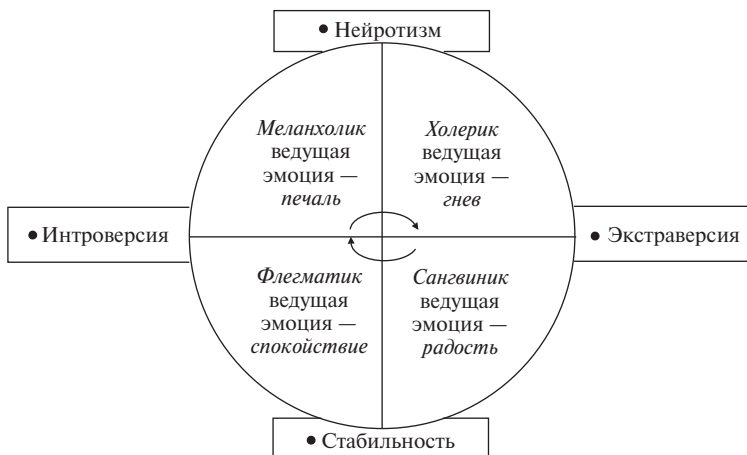 • Нейротизм
Меланхолик
ведущая
эмоция —
печаль
Холерик
ведущая
эмоция —
гнев
• Интроверсия
• Экстраверсия
Флегматик
ведущая
эмоция —
спокойствие
Сангвиник
ведущая
эмоция —
радость
• Стабильность